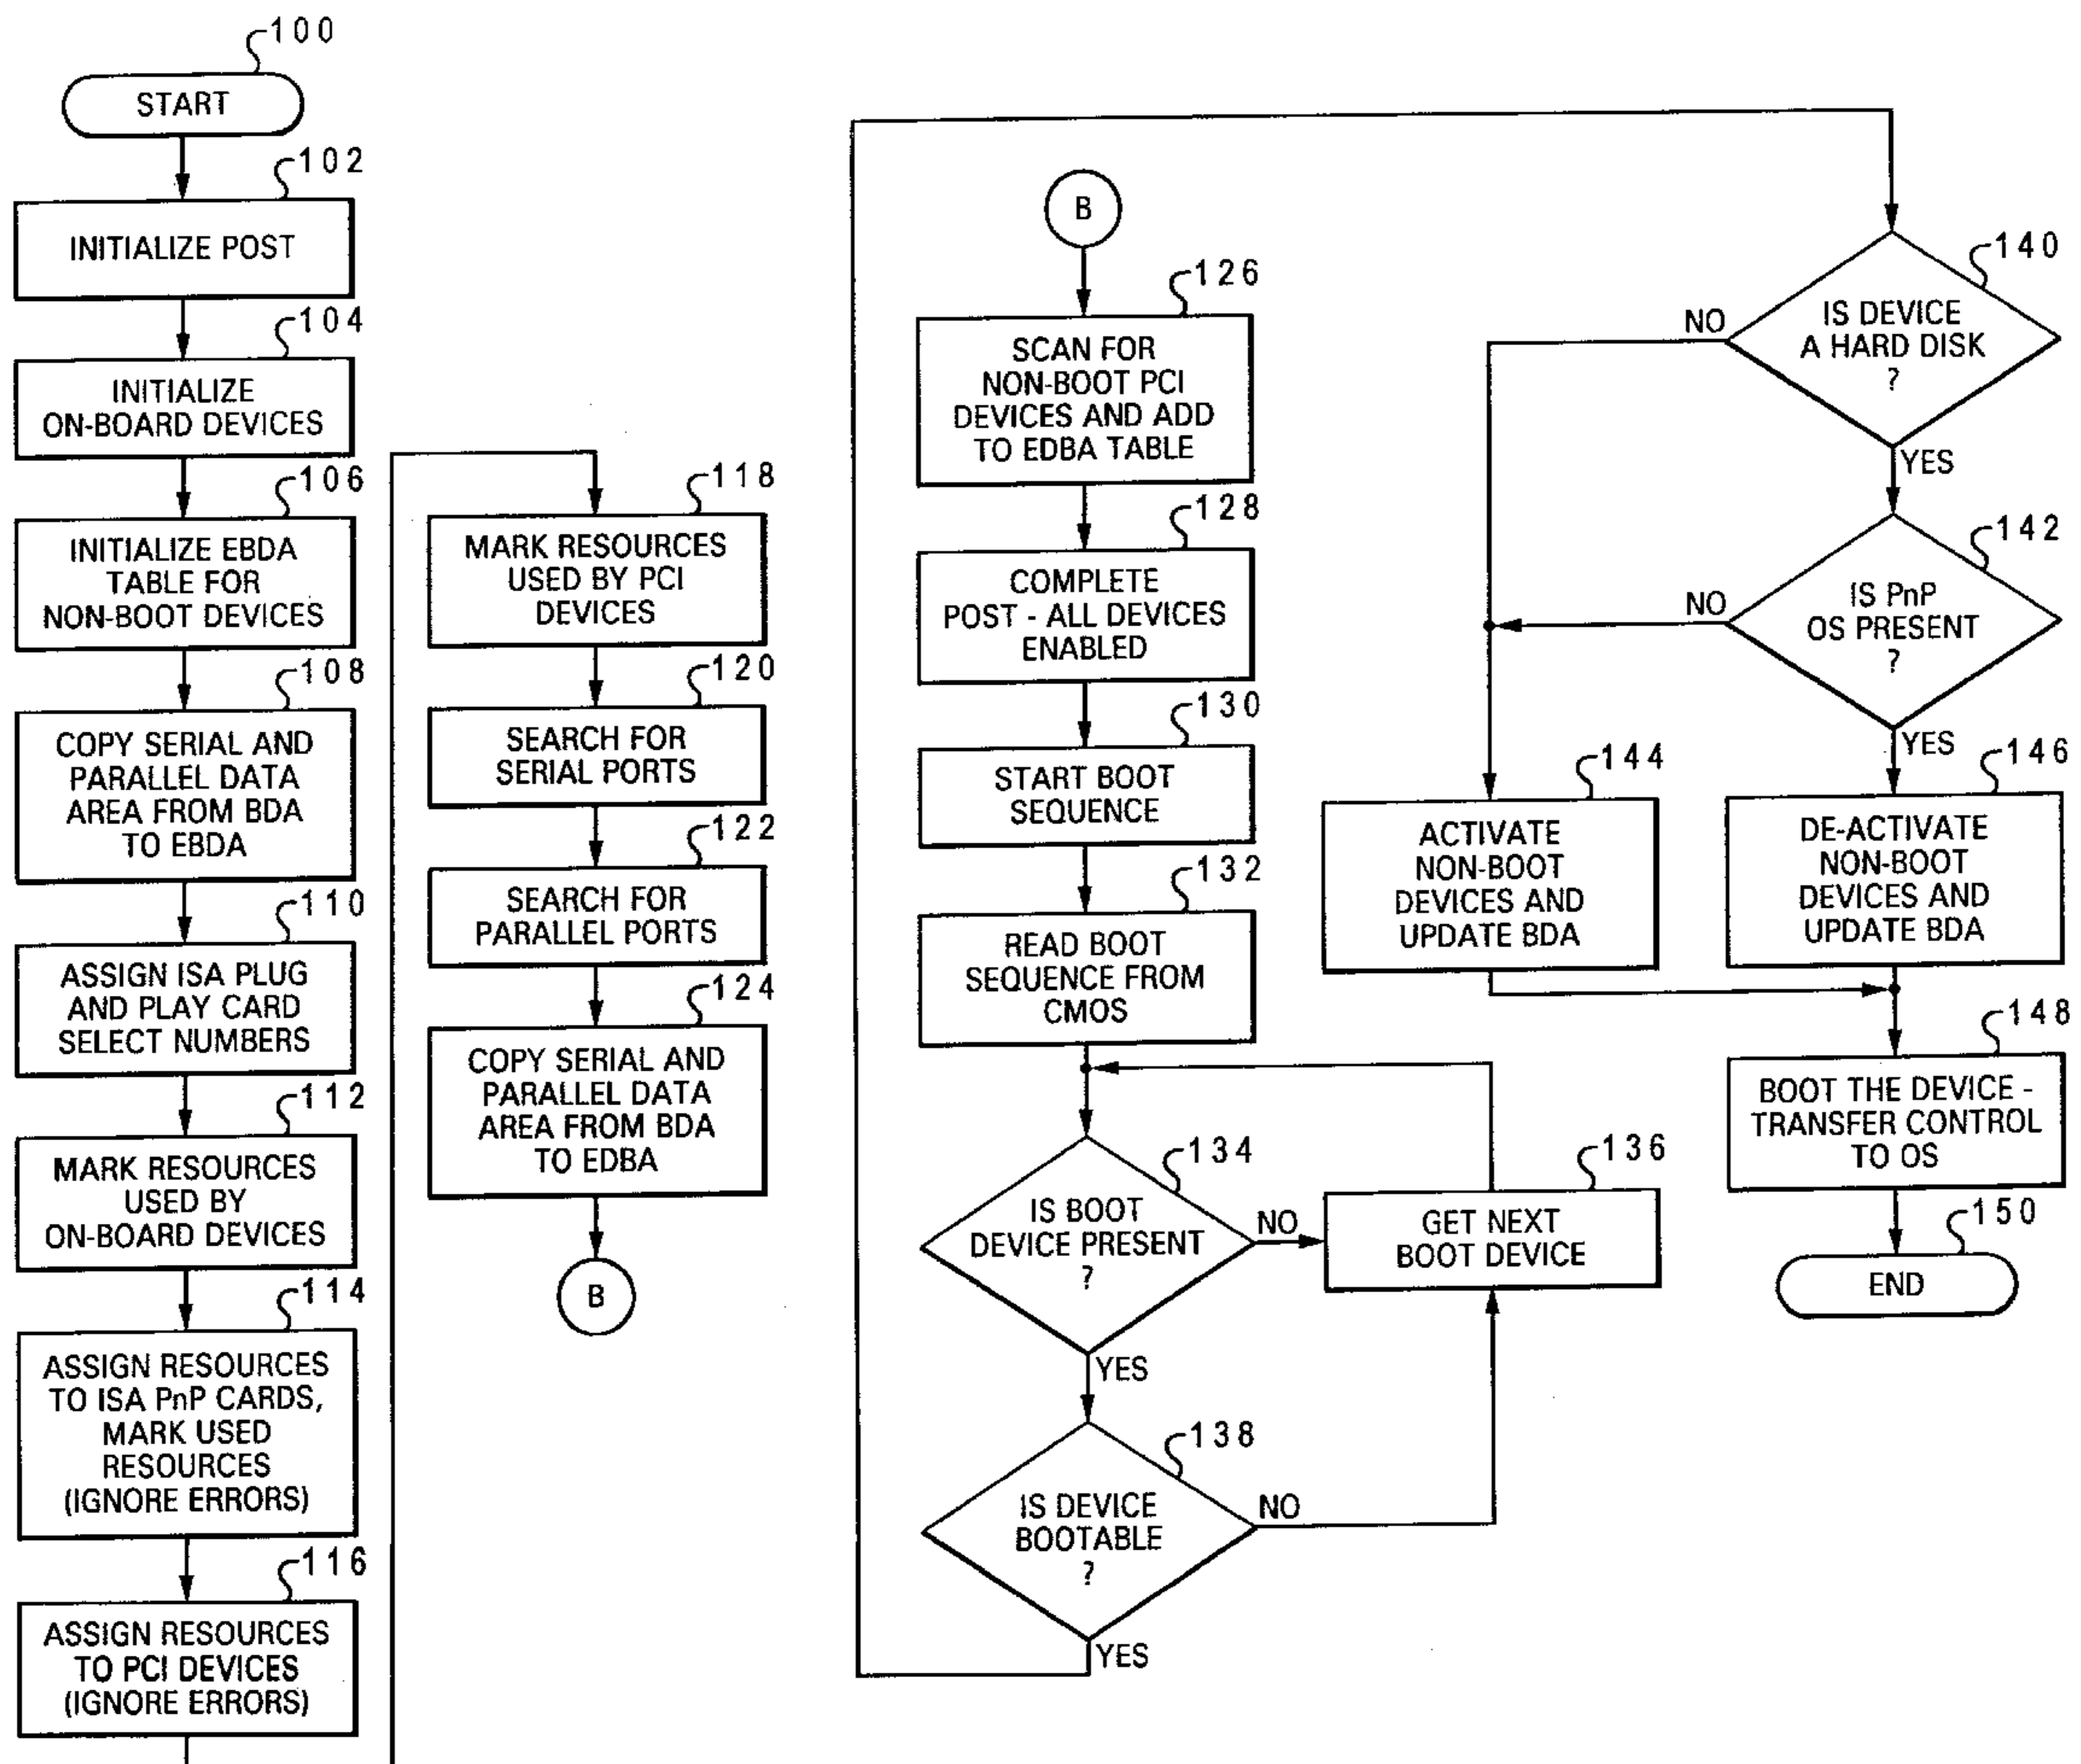 100
START
102
INITIALIZE POST
104
INITIALIZE
ON-BOARD DEVICES
106
INITIALIZE EBDA
TABLE FOR
NON-BOOT DEVICES
108
COPY SERIAL AND
PARALLEL DATA
AREA FROM BDA
TO EBDA
110
ASSIGN ISA PLUG
AND PLAY CARD
SELECT NUMBERS
112
MARK RESOURCES
USED BY
ON-BOARD DEVICES
114
ASSIGN RESOURCES
TO ISA PnP CARDS,
MARK USED
RESOURCES
(IGNORE ERRORS)
116
ASSIGN RESOURCES
TO PCI DEVICES
(IGNORE ERRORS)
118
MARK RESOURCES
USED BY PCI
DEVICES
120
SEARCH FOR
SERIAL PORTS
122
SEARCH FOR
PARALLEL PORTS
124
COPY SERIAL AND
PARALLEL DATA
AREA FROM BDA
TO EDBA
B
B
126
SCAN FOR
NON-BOOT PCI
DEVICES AND ADD
TO EDBA TABLE
128
COMPLETE
POST - ALL DEVICES
ENABLED
130
START BOOT
SEQUENCE
132
READ BOOT
SEQUENCE FROM
CMOS
134
IS BOOT
DEVICE PRESENT
?
NO
YES
136
GET NEXT
BOOT DEVICE
138
IS DEVICE
BOOTABLE
?
NO
YES
140
IS DEVICE
A HARD DISK
?
NO
YES
142
IS PnP
OS PRESENT
?
NO
YES
144
ACTIVATE
NON-BOOT
DEVICES AND
UPDATE BDA
146
DE-ACTIVATE
NON-BOOT
DEVICES AND
UPDATE BDA
148
BOOT THE DEVICE -
TRANSFER CONTROL
TO OS
150
END